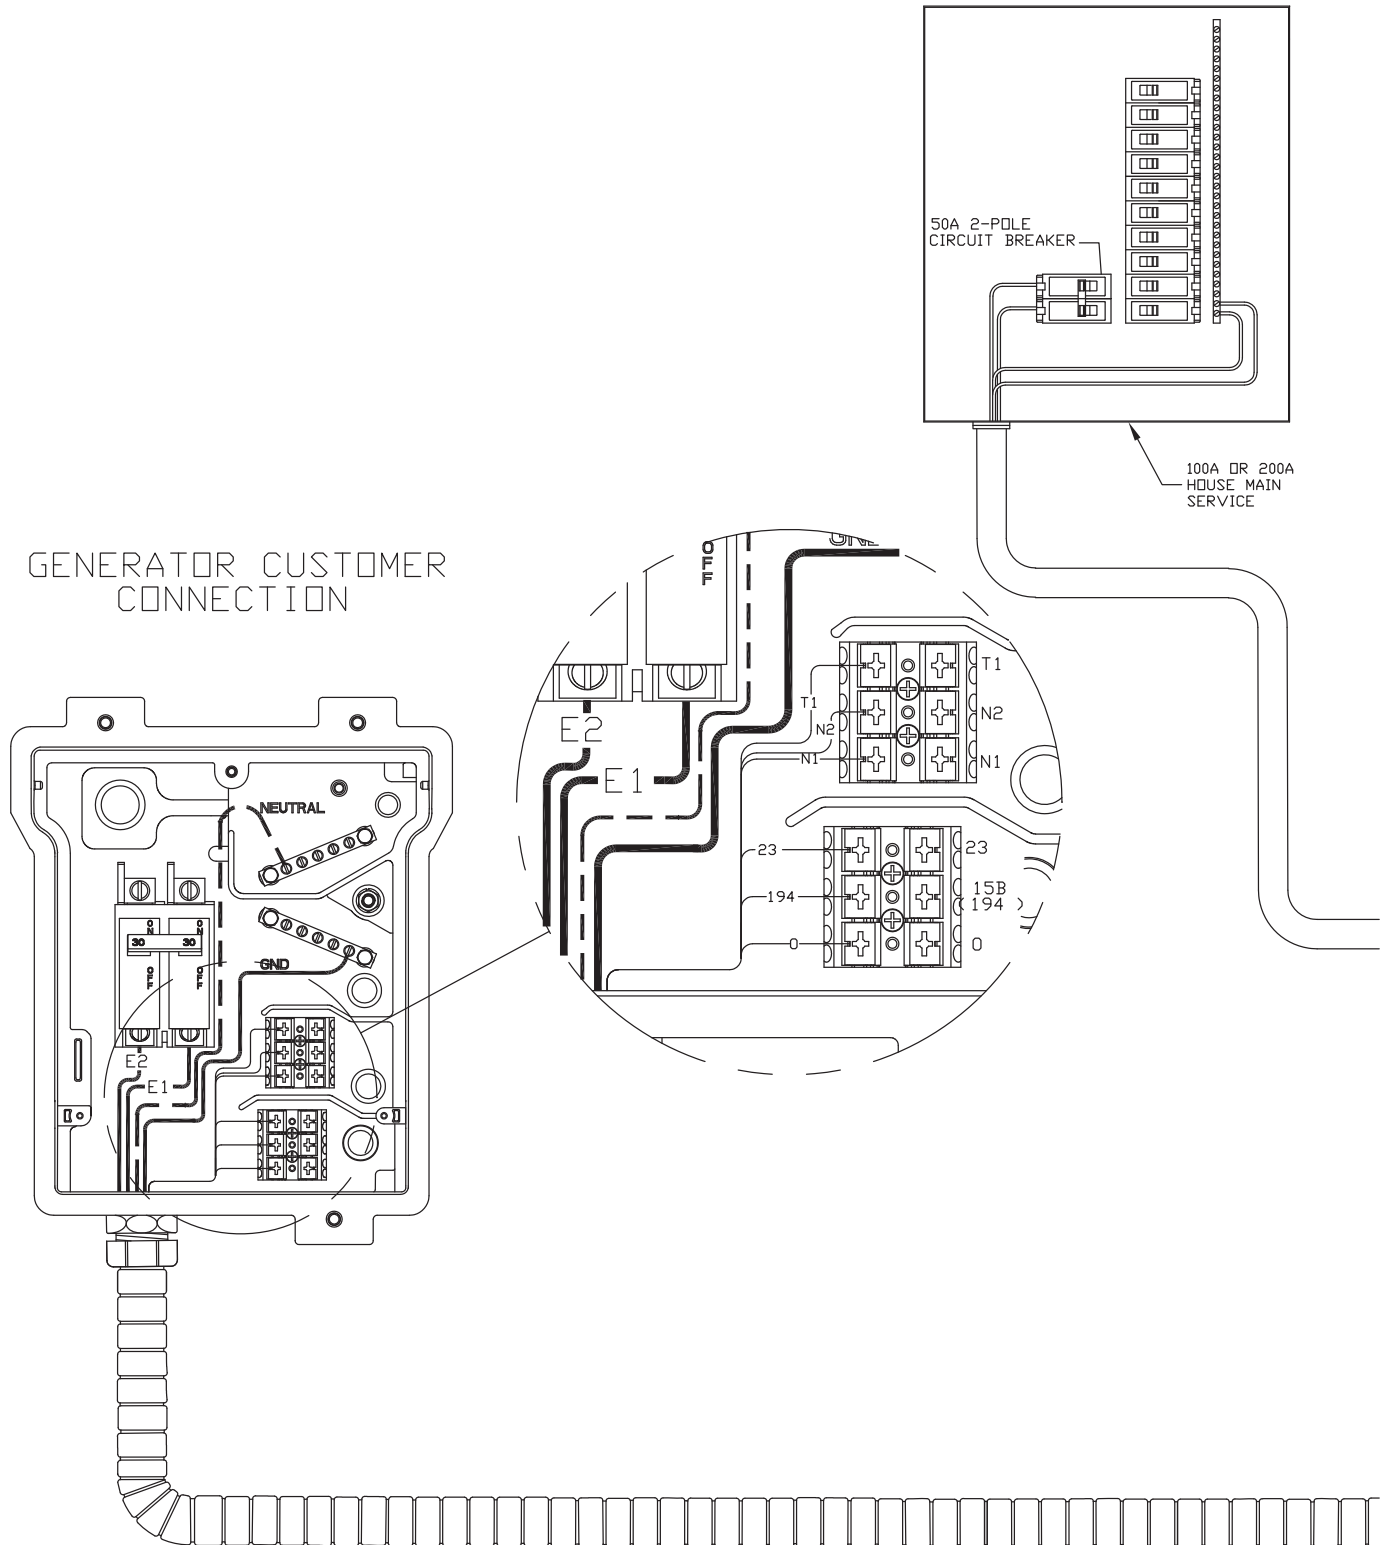 50A 2-POLE
CIRCUIT BREAKER
100A OR 200A
HOUSE MAIN
SERVICE
GENERATOR CUSTOMER
CONNECTION
OFF
GND
E2
E1
T1
N2
N1
T1
N2
N1
23
194
0
23
15B
( 194 )
0
NEUTRAL
ON
ON
30
30
OFF
OFF
GND
E2
E1